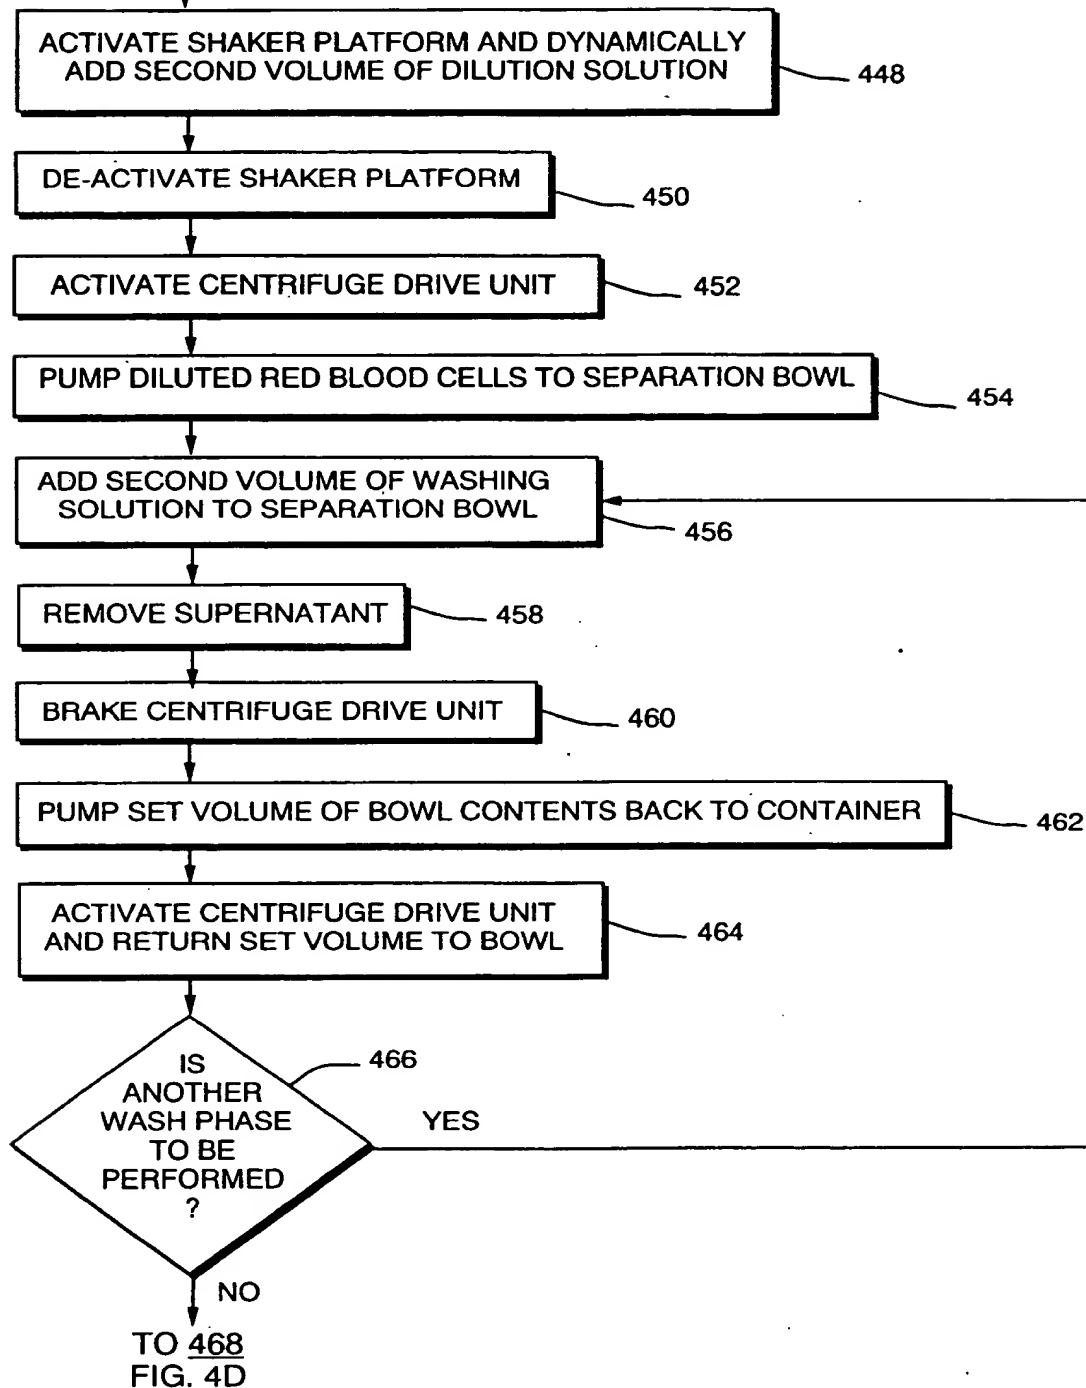 ACTIVATE SHAKER PLATFORM AND DYNAMICALLY
ADD SECOND VOLUME OF DILUTION SOLUTION
448
DE-ACTIVATE SHAKER PLATFORM
450
ACTIVATE CENTRIFUGE DRIVE UNIT
452
PUMP DILUTED RED BLOOD CELLS TO SEPARATION BOWL
454
ADD SECOND VOLUME OF WASHING
SOLUTION TO SEPARATION BOWL
456
REMOVE SUPERNATANT
458
BRAKE CENTRIFUGE DRIVE UNIT
460
PUMP SET VOLUME OF BOWL CONTENTS BACK TO CONTAINER
462
ACTIVATE CENTRIFUGE DRIVE UNIT
AND RETURN SET VOLUME TO BOWL
464
IS
ANOTHER
WASH PHASE
TO BE
PERFORMED
?
466
YES
NO
TO 468
FIG. 4D